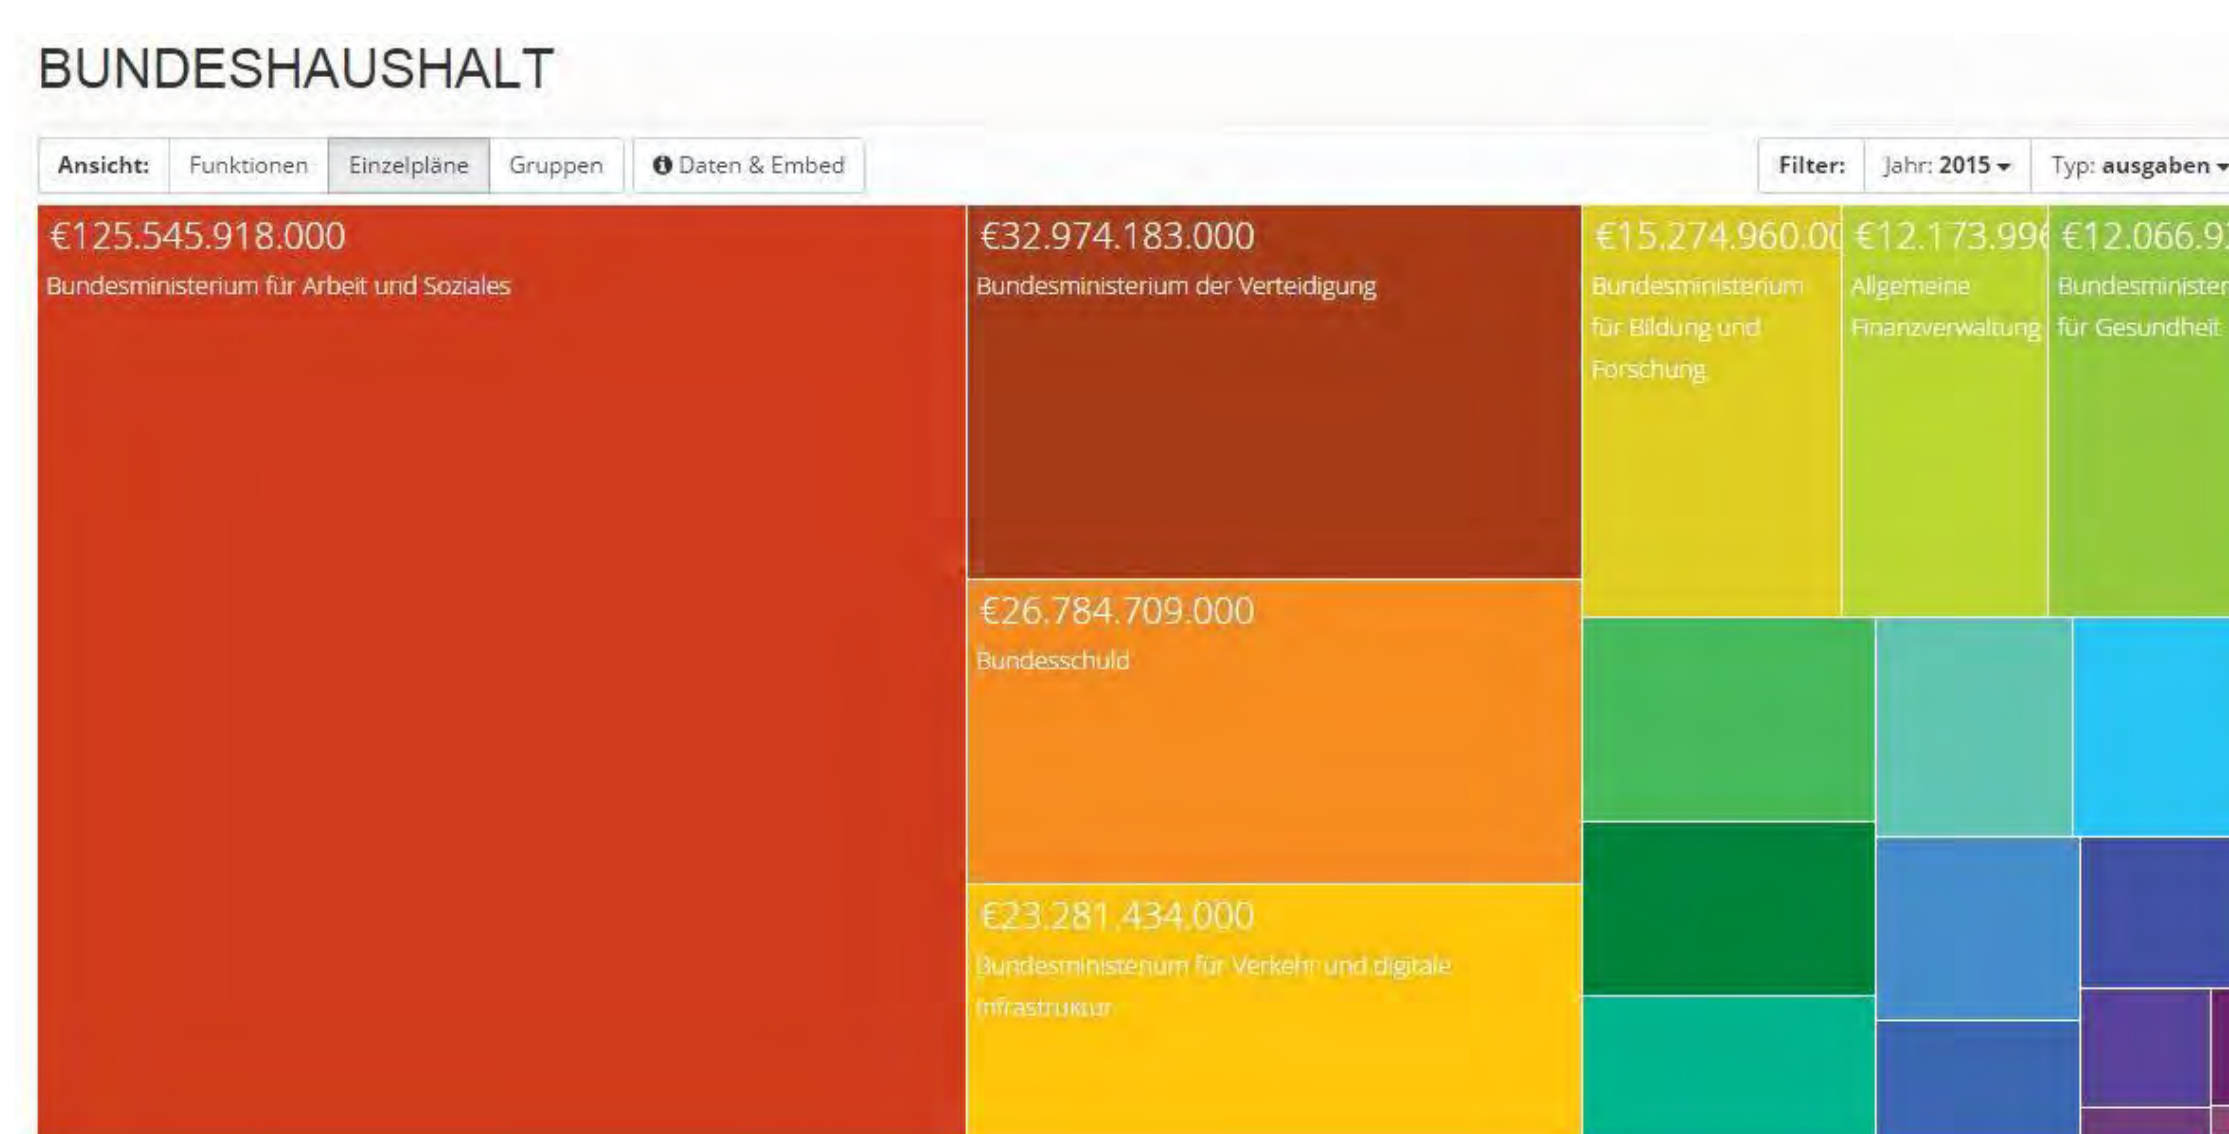 BUNDESHAUSHALT
Ansicht: Funktionen Einzelpläne Gruppen Daten & Embed Filter: Jahr: 2015 Typ: ausgaben
€125.545.918.000
Bundesministerium für Arbeit und Soziales
€32.974.183.000
Bundesministerium der Verteidigung
€26.784.709.000
Bundesschuld
€23.281.434.000
Bundesministerium für Verkehr und digitale
Infrastruktur
€15.274.960.00
Bundesministerium
für Bildung und
Forschung
€12.173.99
Allgemeine
Finanzverwaltung
€12.066.9
Bundesminister
für Gesundheit